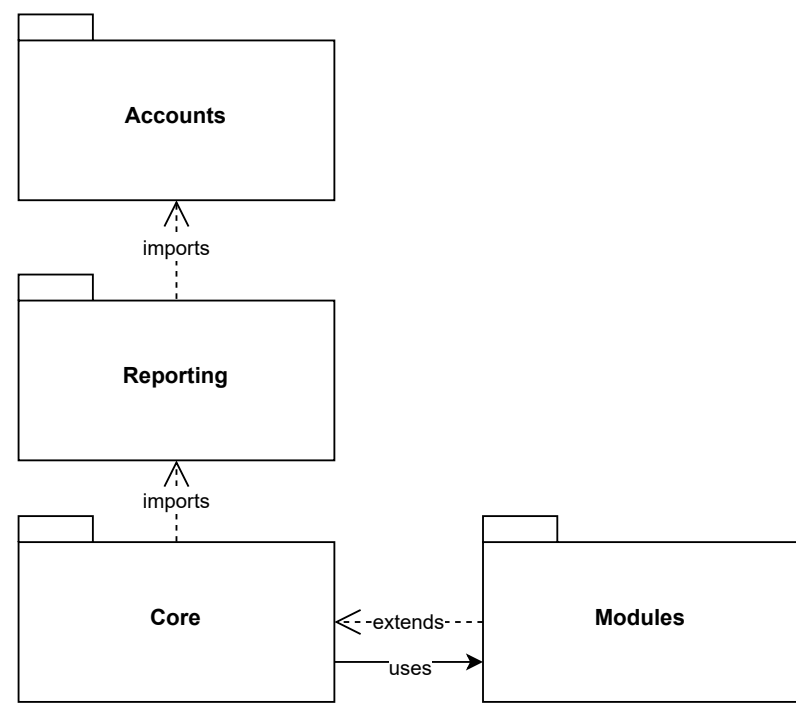 Accounts
imports
Reporting
imports
Core
extends
Modules
uses